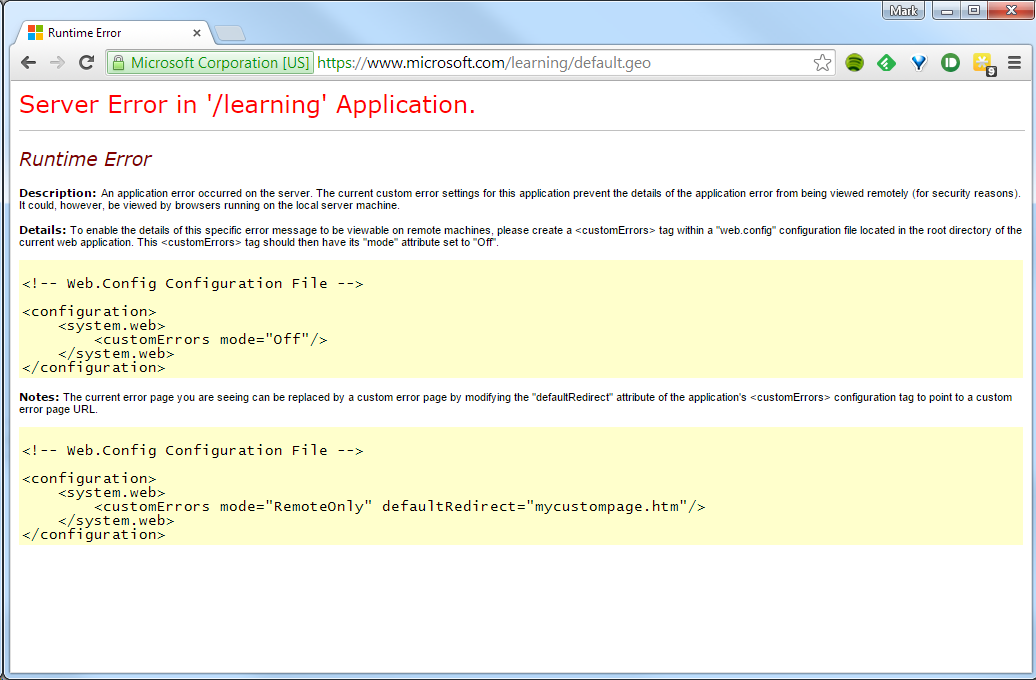 Mark
Runtime Error
Microsoft Corporation [US] https://www.microsoft.com/learning/default.geo
9
Server Error in '/learning' Application.
Runtime Error
Description: An application error occurred on the server. The current custom error settings for this application prevent the details of the application error from being viewed remotely (for security reasons).
It could, however, be viewed by browsers running on the local server machine.
Details: To enable the details of this specific error message to be viewable on remote machines, please create a <customErrors> tag within a "web.config" configuration file located in the root directory of the
current web application. This <customErrors> tag should then have its "mode" attribute set to "Off".
<!-- Web.Config Configuration File -->
<configuration>
    <system.web>
        <customErrors mode="Off"/>
    </system.web>
</configuration>
Notes: The current error page you are seeing can be replaced by a custom error page by modifying the "defaultRedirect" attribute of the application's <customErrors> configuration tag to point to a custom
error page URL.
<!-- Web.Config Configuration File -->
<configuration>
    <system.web>
        <customErrors mode="RemoteOnly" defaultRedirect="mycustompage.htm"/>
    </system.web>
</configuration>